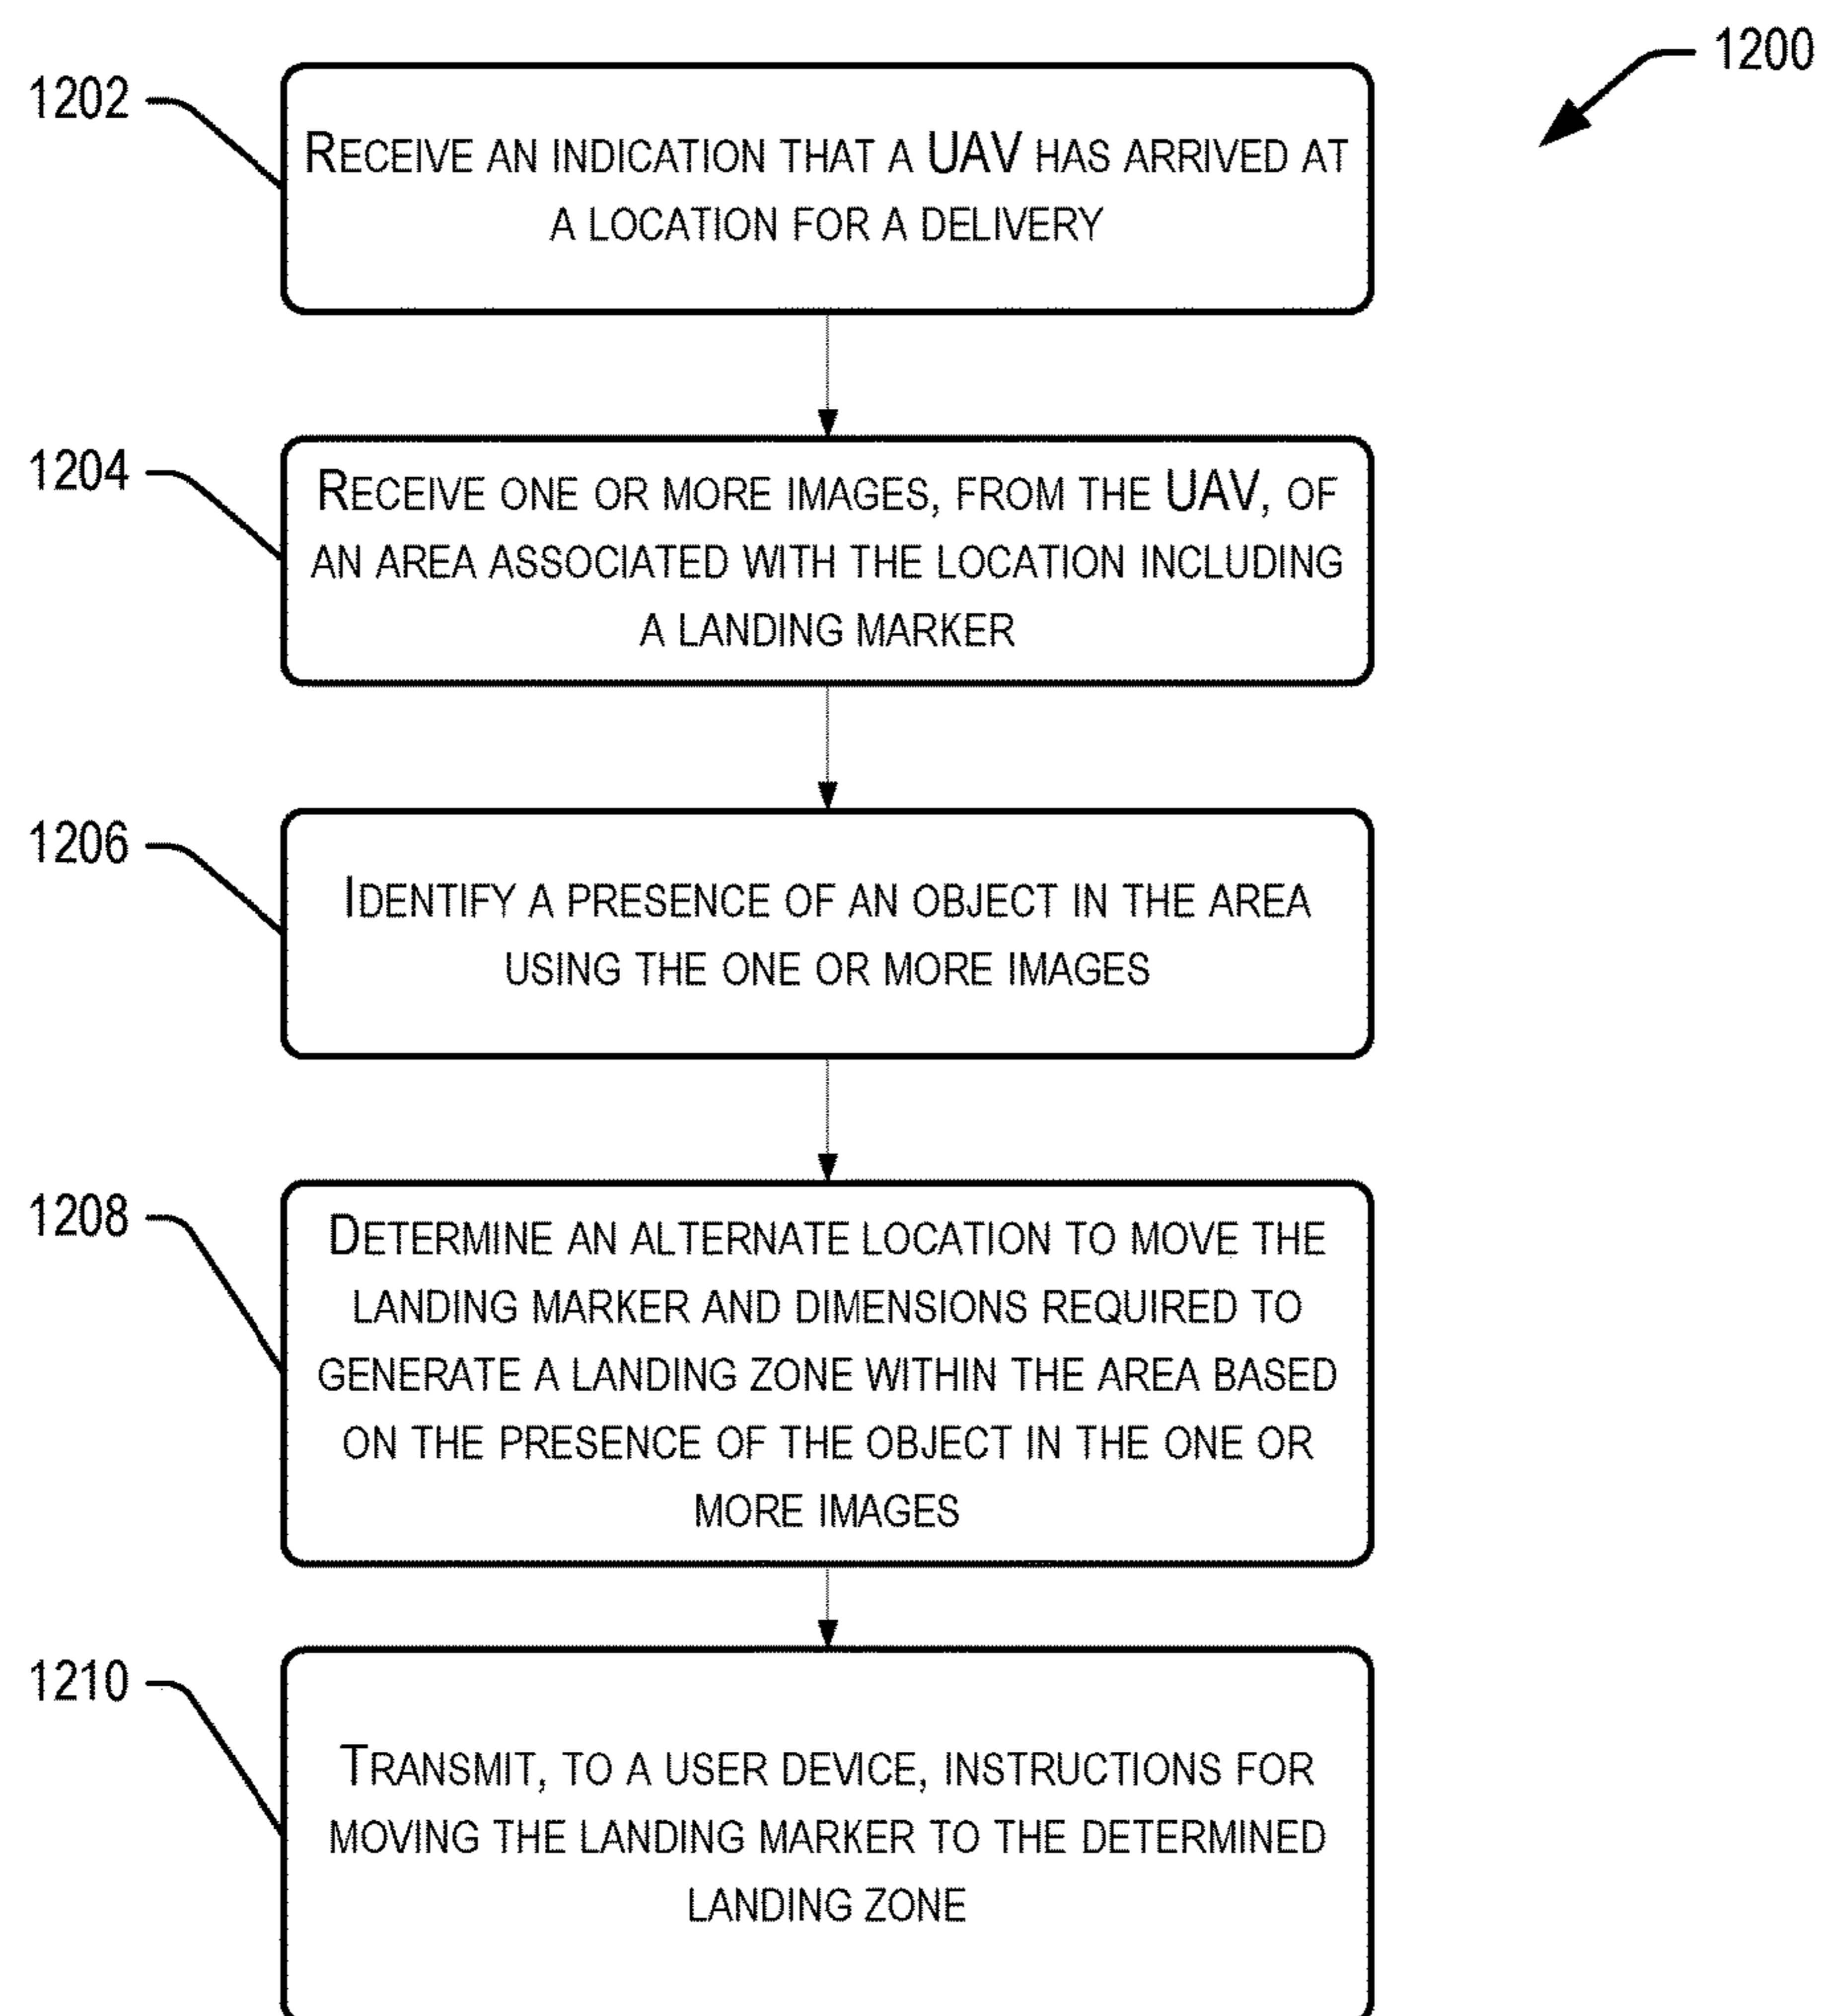 1200
1202
RECEIVE AN INDICATION THAT A UAV HAS ARRIVED AT
A LOCATION FOR A DELIVERY
1204
RECEIVE ONE OR MORE IMAGES, FROM THE UAV, OF
AN AREA ASSOCIATED WITH THE LOCATION INCLUDING
A LANDING MARKER
1206
IDENTIFY A PRESENCE OF AN OBJECT IN THE AREA
USING THE ONE OR MORE IMAGES
1208
DETERMINE AN ALTERNATE LOCATION TO MOVE THE
LANDING MARKER AND DIMENSIONS REQUIRED TO
GENERATE A LANDING ZONE WITHIN THE AREA BASED
ON THE PRESENCE OF THE OBJECT IN THE ONE OR
MORE IMAGES
1210
TRANSMIT, TO A USER DEVICE, INSTRUCTIONS FOR
MOVING THE LANDING MARKER TO THE DETERMINED
LANDING ZONE